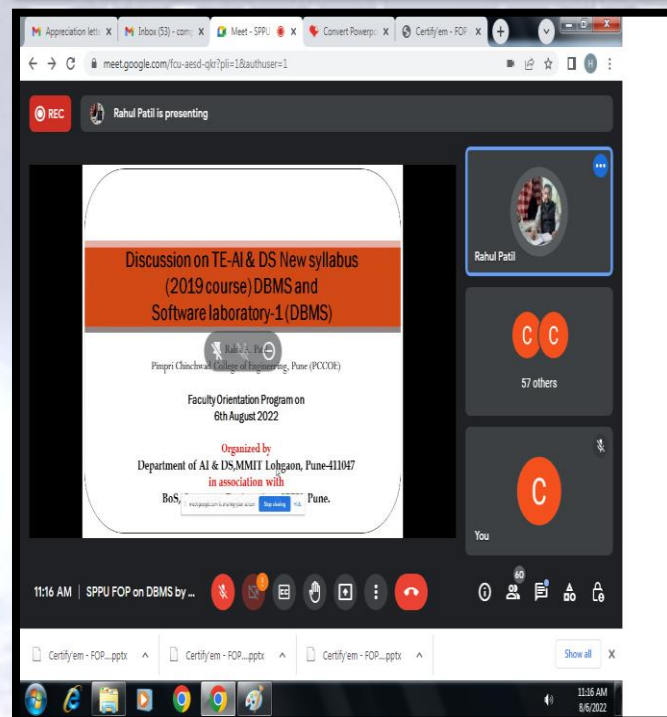 Appreciation lette
Inbox (53) - com
Meet - SPPU
Convert Powerp
Certify'em - FOP
meet.google.com/fcu-aesd-qkr?pli=1&authuser=1
REC
Rahul Patil is presenting
Discussion on TE-AI & DS New syllabus
(2019 course) DBMS and
Software laboratory-1 (DBMS)
Pimpri Chinchwad College of Engineering, Pune (PCCOE)
Faculty Orientation Program on
6th August 2022
Organized by
Department of AI & DS,MMIT Lohgaon, Pune-411047
in association with
BoS,
Pune.
Stop sharing
Rahul Patil
C C
57 others
C
You
11:16 AM | SPPU FOP on DBMS by ...
60
Certify'em - FOP....pptx
Certify'em - FOP....pptx
Certify'em - FOP....pptx
Show all
11:16 AM
8/6/2022